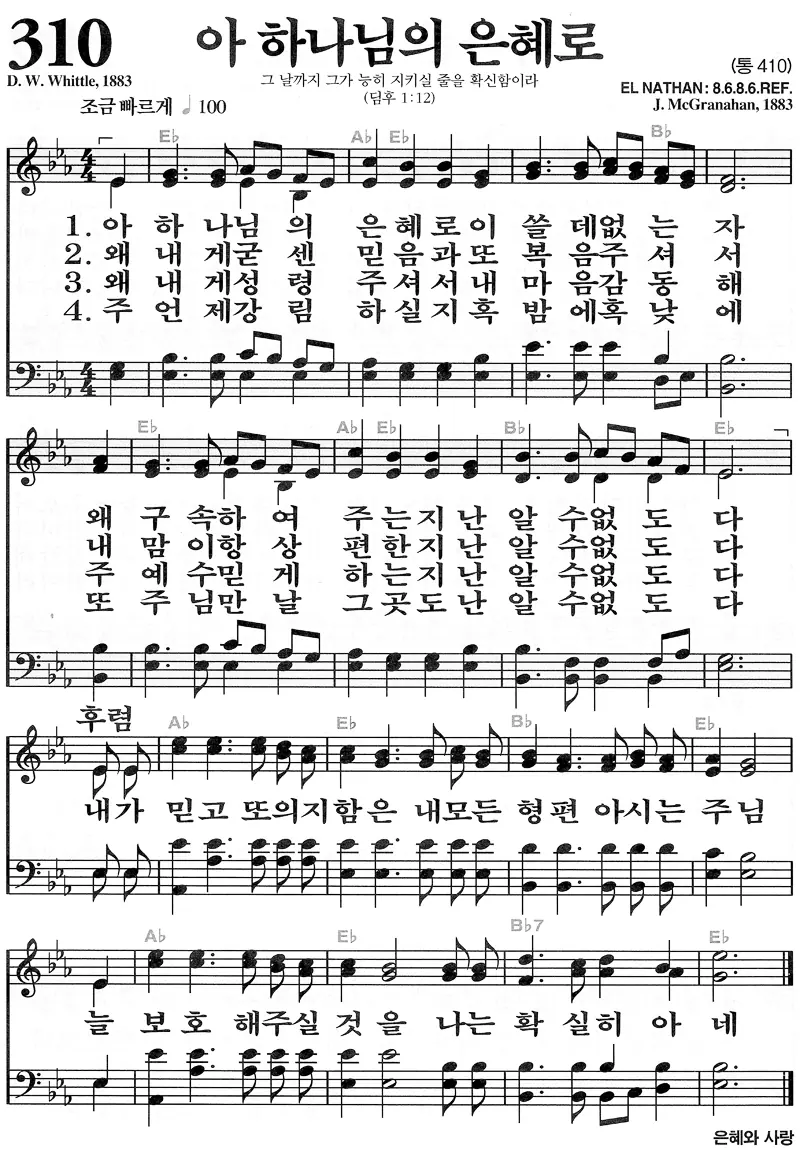 310 아 하나님의 은혜로
D. W. Whittle, 1883
그 날까지 그가 능히 지키실 줄을 확신함이라
(딤후 1:12)
(통 410)
EL NATHAN : 8.6.8.6.REF.
J. McGranahan, 1883
조금 빠르게 ♩ 100
E♭ A♭ E♭ B♭
4 4
1. 아 하 나님 의 은 혜 로 이 쓸 데없 는 자
2. 왜 내 게굳 센 믿 음 과 또 복 음주 셔 서
3. 왜 내 게성 령 주 셔 서 내 마 음감 동 해
4. 주 언 제강 림 하 실 지 혹 밤 에혹 낮 에
4 4
E♭ A♭ E♭ B♭ E♭
왜 구 속하 여 주 는 지 난 알 수없 도 다
내 맘 이항 상 편 한 지 난 알 수없 도 다
주 예 수믿 게 하 는 지 난 알 수없 도 다
또 주 님만 날 그 곳 도 난 알 수없 도 다
후렴
A♭ E♭ B♭ E♭
내가 믿고 또의지함은 내모든 형편 아시는 주님
A♭ E♭ B♭7 E♭
늘 보호 해주실 것을 나는 확 실히 아 네
은혜와 사랑